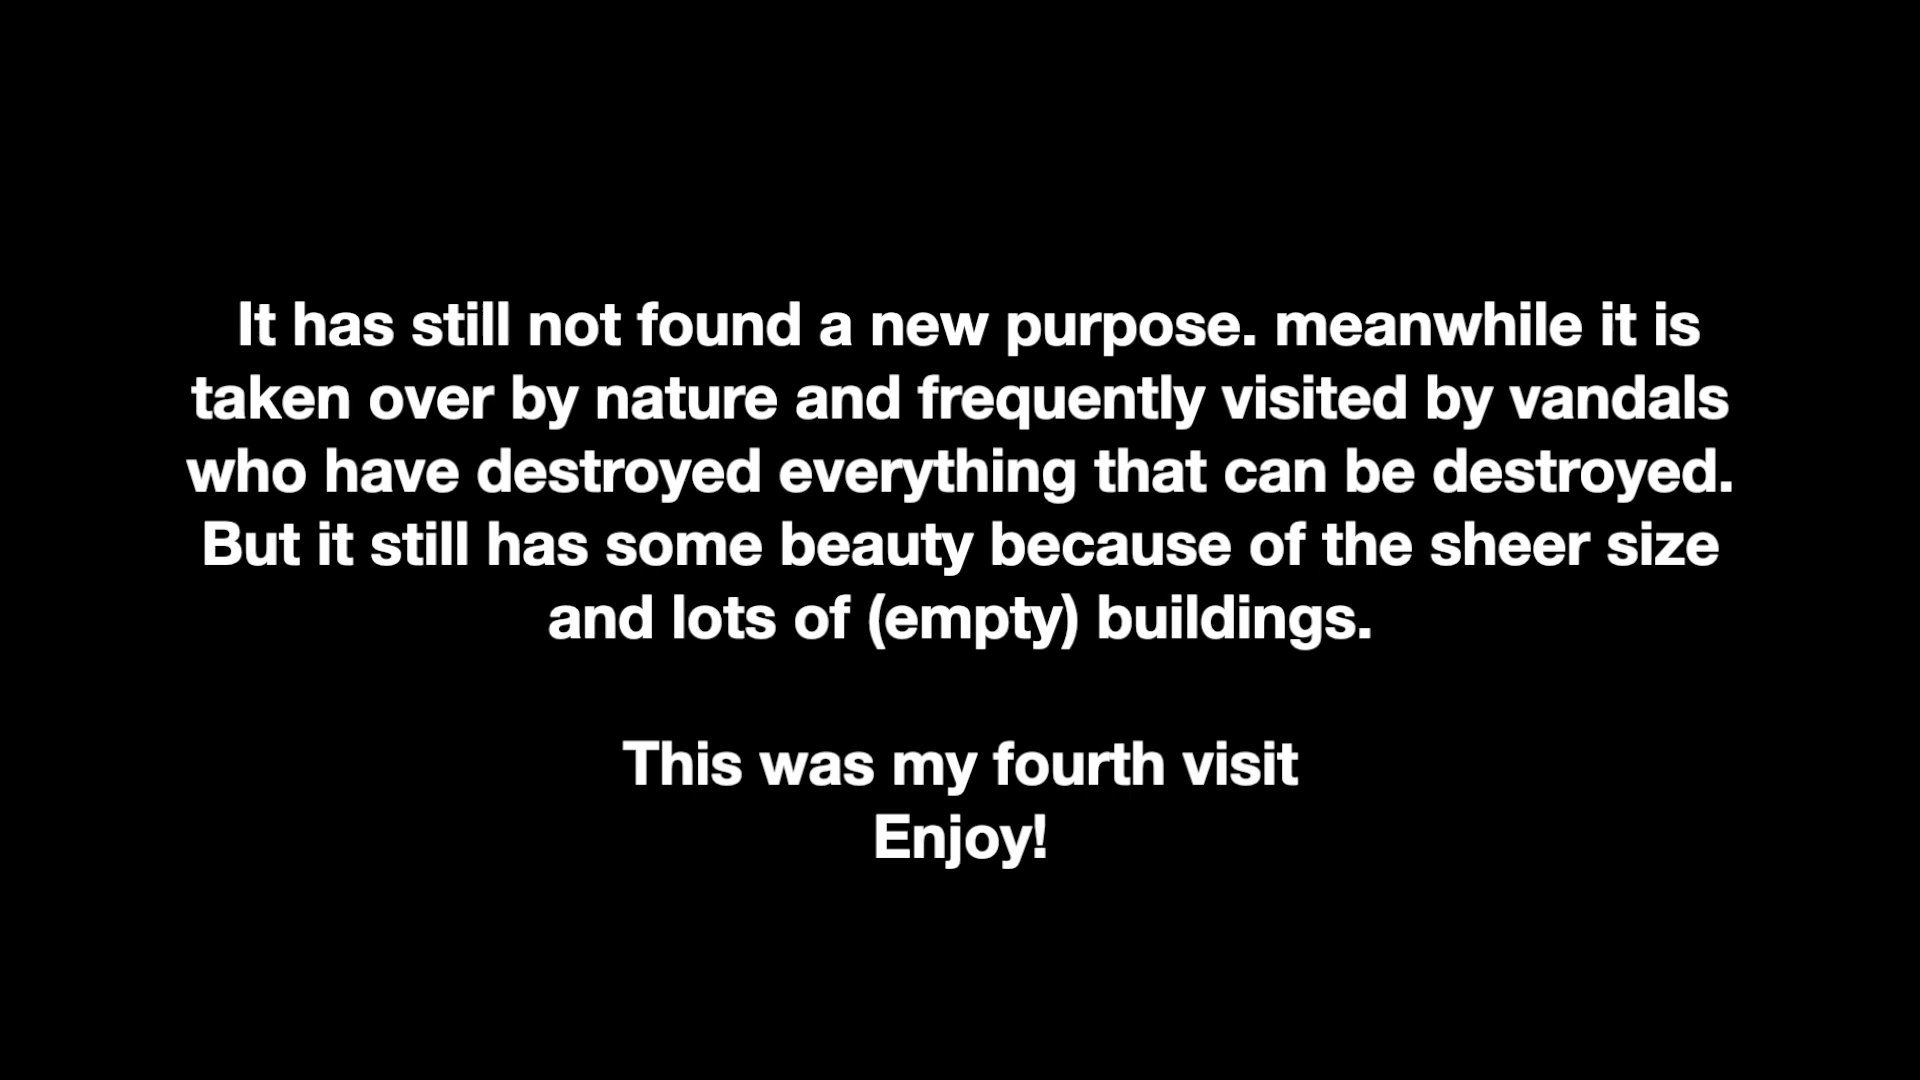 It has still not found a new purpose. meanwhile it is
taken over by nature and frequently visited by vandals
who have destroyed everything that can be destroyed.
But it still has some beauty because of the sheer size
and lots of (empty) buildings.
This was my fourth visit
Enjoy!